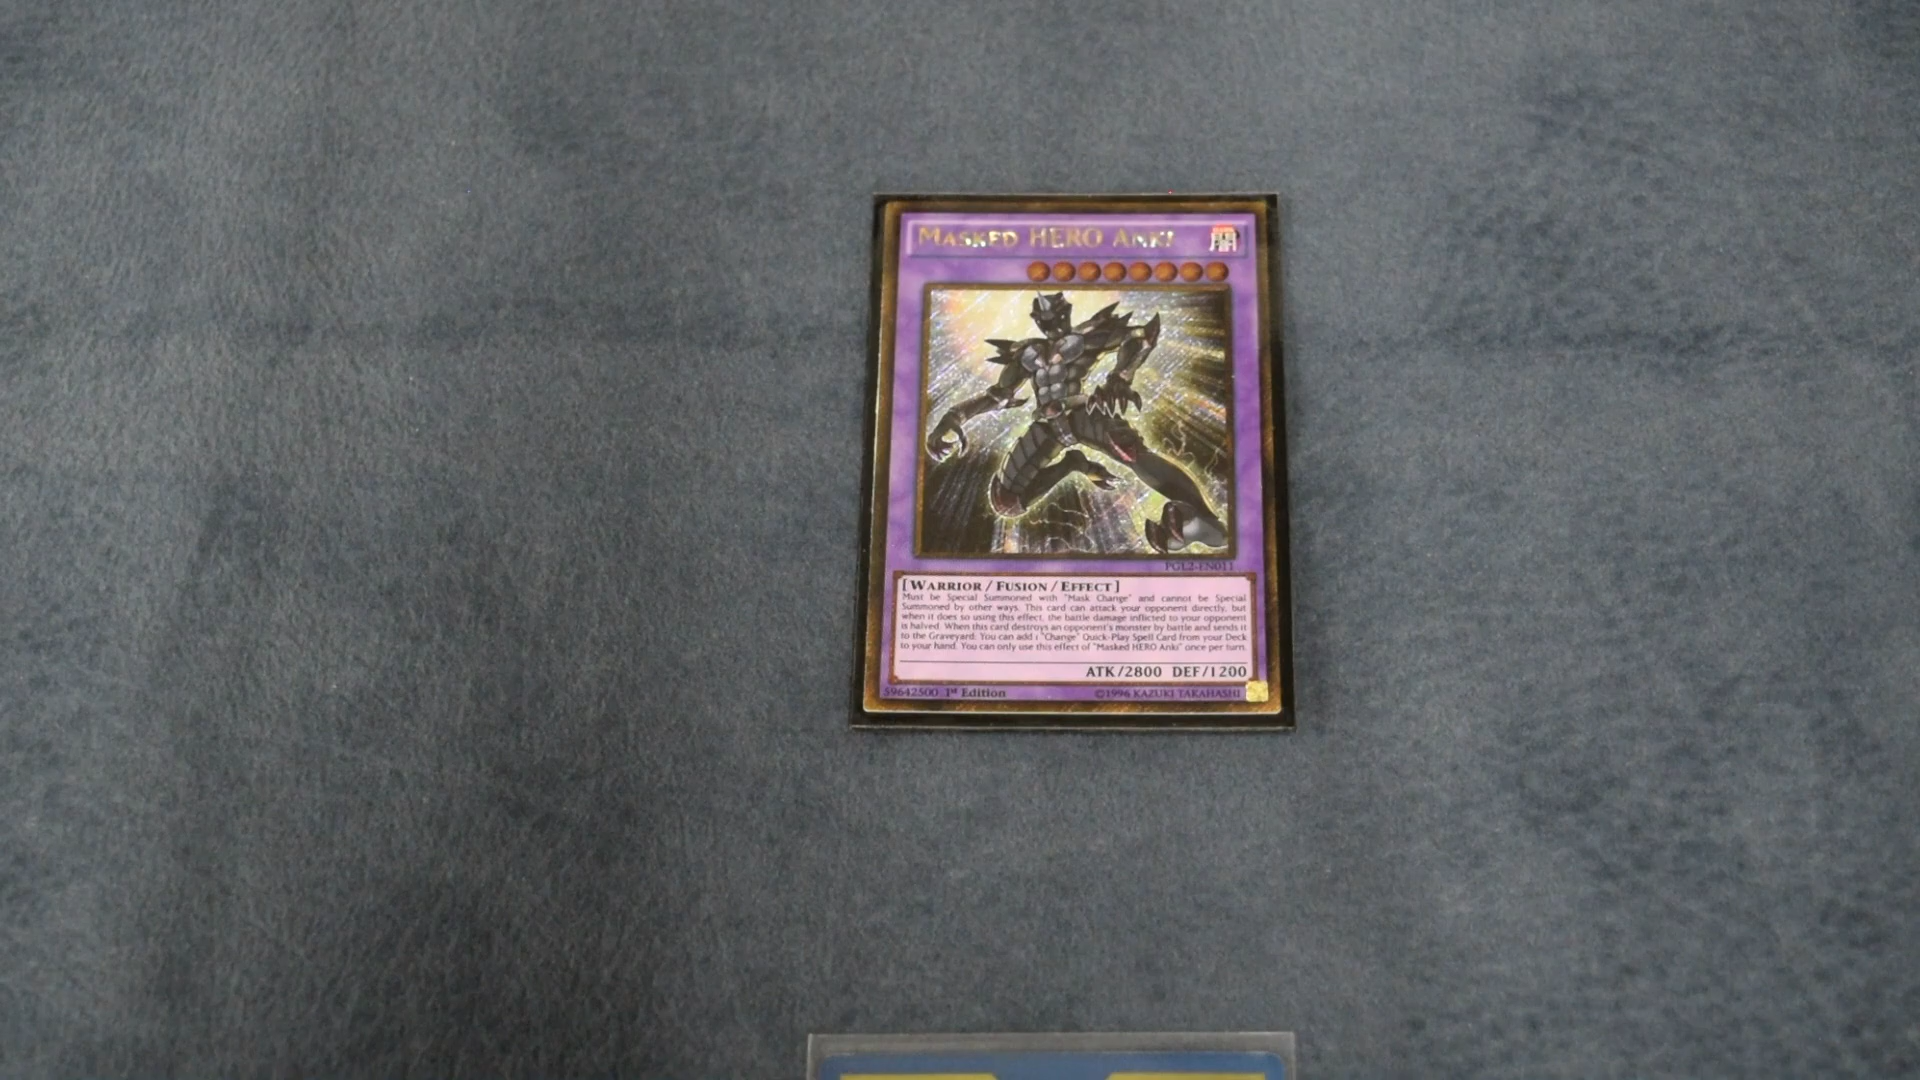 Masked HERO Anki
PGL2-EN011
[Warrior / Fusion / Effect]
Must be Special Summoned with "Mask Change" and cannot be Special
Summoned by other ways. This card can attack your opponent directly, but
when it does so using this effect, the battle damage inflicted to your opponent
is halved. When this card destroys an opponent's monster by battle and sends it
to the Graveyard: You can add 1 "Change" Quick-Play Spell Card from your Deck
to your hand. You can only use this effect of "Masked HERO Anki" once per turn.
ATK/2800 DEF/1200
59642500 1st Edition ©1996 KAZUKI TAKAHASHI